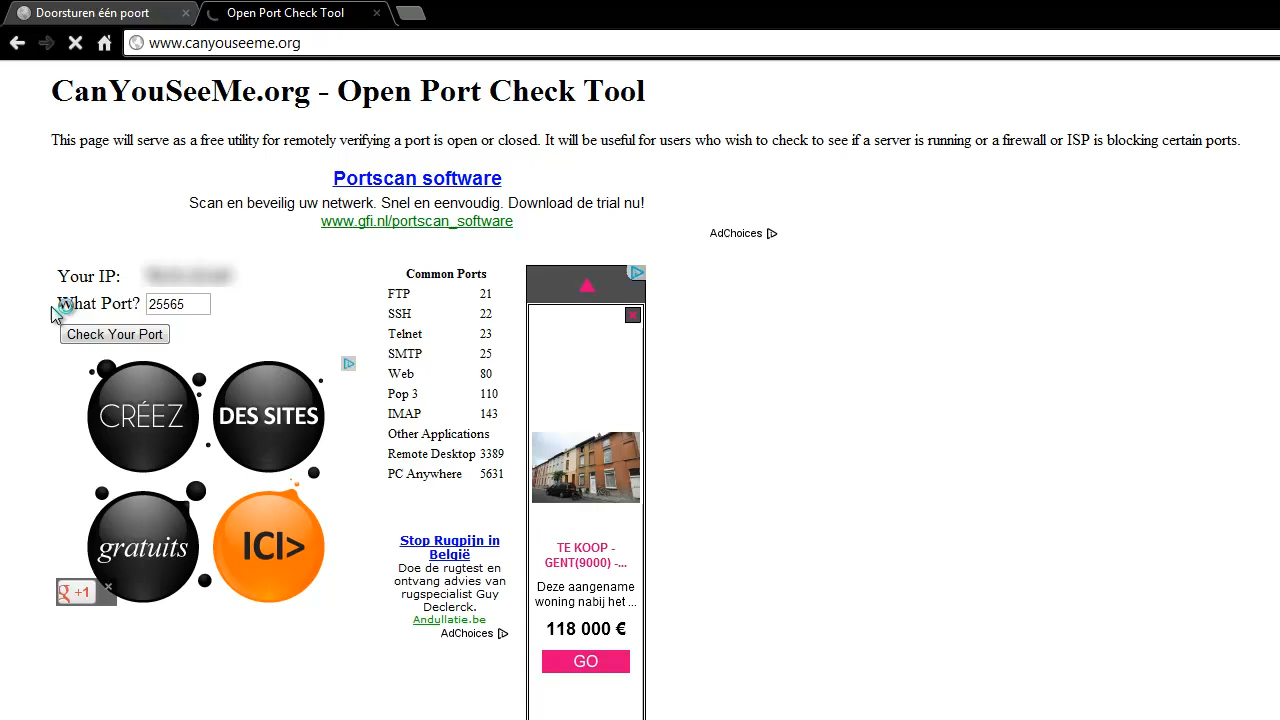 Doorsturen één poort
Open Port Check Tool
www.canyouseeme.org
CanYouSeeMe.org - Open Port Check Tool
This page will serve as a free utility for remotely verifying a port is open or closed. It will be useful for users who wish to check to see if a server is running or a firewall or ISP is blocking certain ports.
Portscan software
Scan en beveilig uw netwerk. Snel en eenvoudig. Download de trial nu!
www.gfi.nl/portscan_software
AdChoices
Your IP:
What Port? 25565
Check Your Port
CRÉEZ
DES SITES
gratuits
ICI>
g +1
Common Ports
FTP 21
SSH 22
Telnet 23
SMTP 25
Web 80
Pop 3 110
IMAP 143
Other Applications
Remote Desktop 3389
PC Anywhere 5631
Stop Rugpijn in
België
Doe de rugtest en
ontvang advies van
rugspecialist Guy
Declerck.
Andullatie.be
AdChoices
TE KOOP -
GENT(9000) -...
Deze aangename
woning nabij het ...
118 000 €
GO